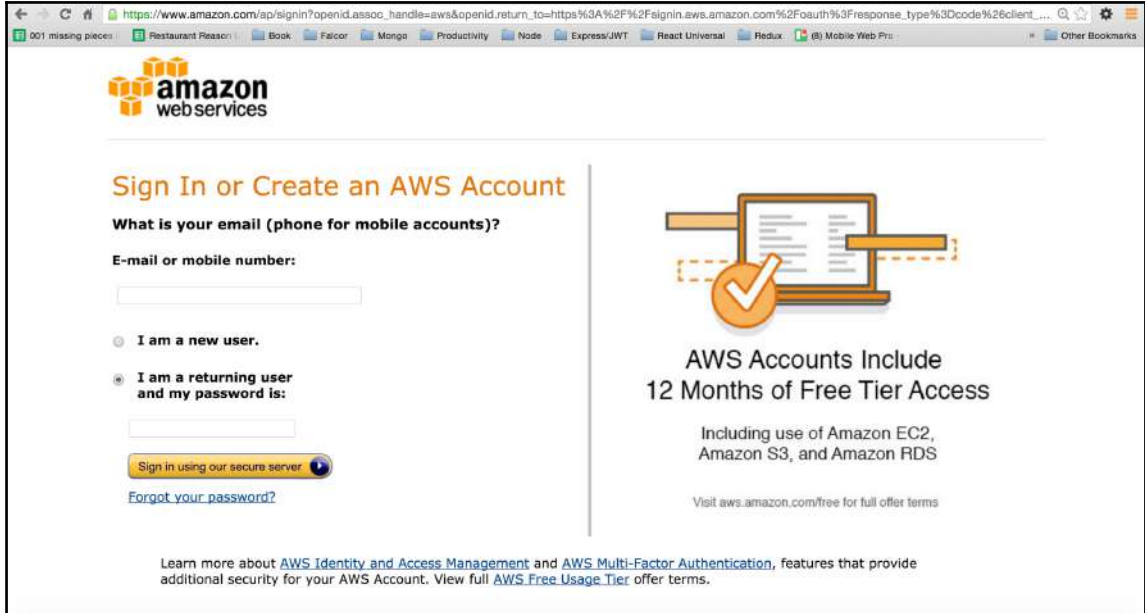 https://www.amazon.com/ap/signin?openid.assoc_handle=aws&openid.return_to=https%3A%2F%2Fsignin.aws.amazon.com%2Foauth%3Fresponse_type%3Dcode%26client_...
001 missing pieces Restaurant Reason Book Falcor Mongo Productivity Node Express/JWT React Universal Redux (8) Mobile Web Pro » Other Bookmarks
amazon
webservices
Sign In or Create an AWS Account
What is your email (phone for mobile accounts)?
E-mail or mobile number:
I am a new user.
I am a returning user
and my password is:
Sign in using our secure server
Forgot your password?
AWS Accounts Include
12 Months of Free Tier Access
Including use of Amazon EC2,
Amazon S3, and Amazon RDS
Visit aws.amazon.com/free for full offer terms
Learn more about AWS Identity and Access Management and AWS Multi-Factor Authentication, features that provide
additional security for your AWS Account. View full AWS Free Usage Tier offer terms.